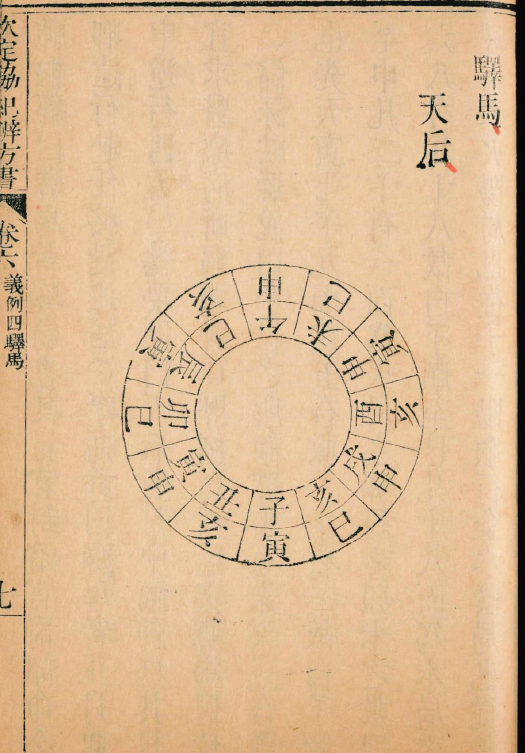 驛馬
天后
子丑寅卯辰巳午未申酉戌亥
寅亥申巳寅亥申巳寅亥申巳
欽定協紀辨方書
卷六
義例四驛馬
七